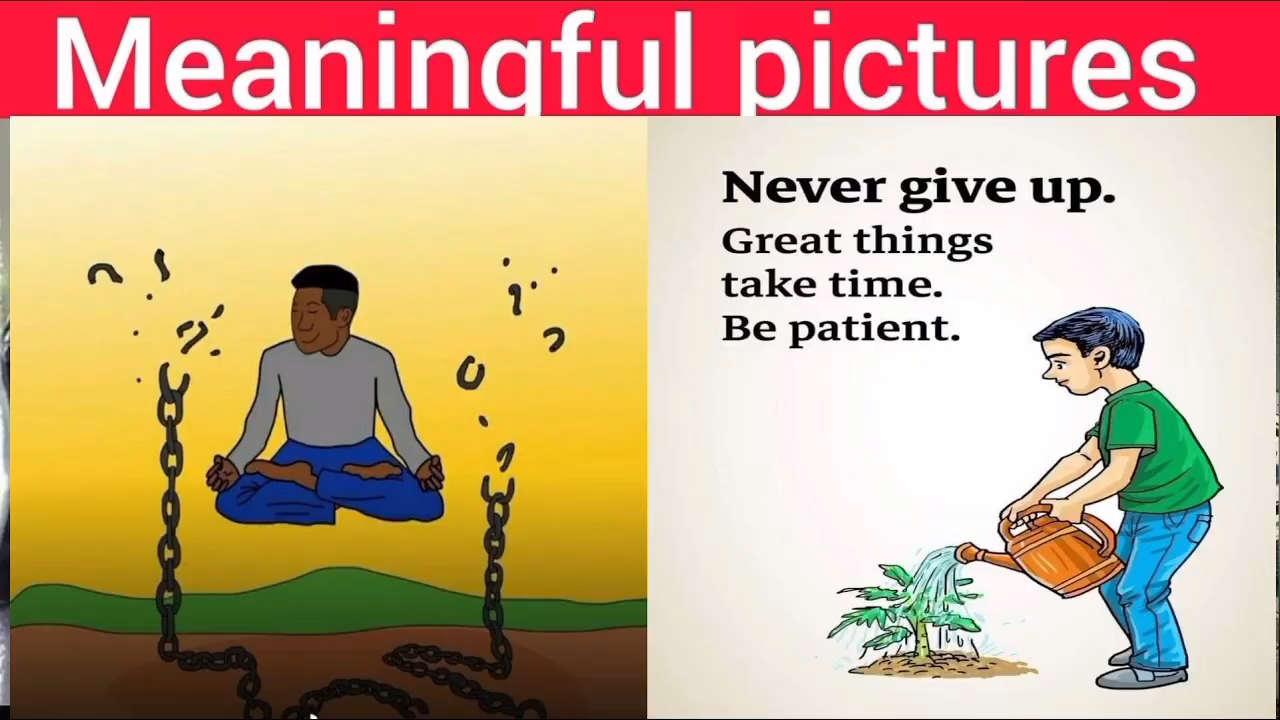 Meaningful pictures
Never give up.
Great things
take time.
Be patient.